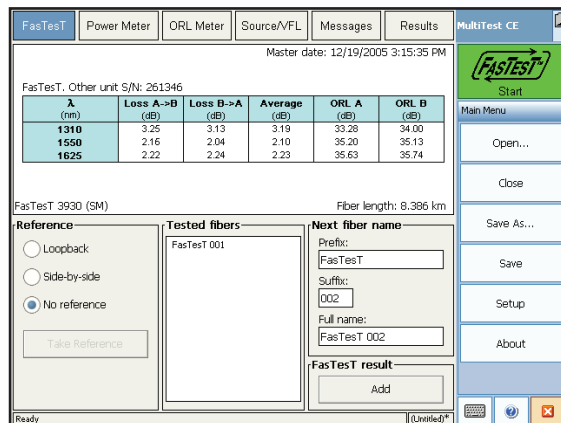 FasTesT Power Meter ORL Meter Source/VFL Messages Results MultiTest CE
Master date: 12/19/2005 3:15:35 PM
FasTesT. Other unit S/N: 261346
λ Loss A->B Loss B->A Average ORL A ORL B
(nm) (dB) (dB) (dB) (dB) (dB)
1310 3.25 3.13 3.19 33.28 34.00
1550 2.16 2.04 2.10 35.20 35.13
1625 2.22 2.24 2.23 35.63 35.74
FasTesT 3930 (SM) Fiber length: 8.386 km
Reference
Loopback
Side-by-side
No reference
Take Reference
Tested fibers
FasTesT 001
Next fiber name
Prefix:
FasTesT
Suffix:
002
Full name:
FasTesT 002
FasTesT result
Add
Ready (Untitled)*
FASTEST™
Start
Main Menu
Open...
Close
Save As...
Save
Setup
About